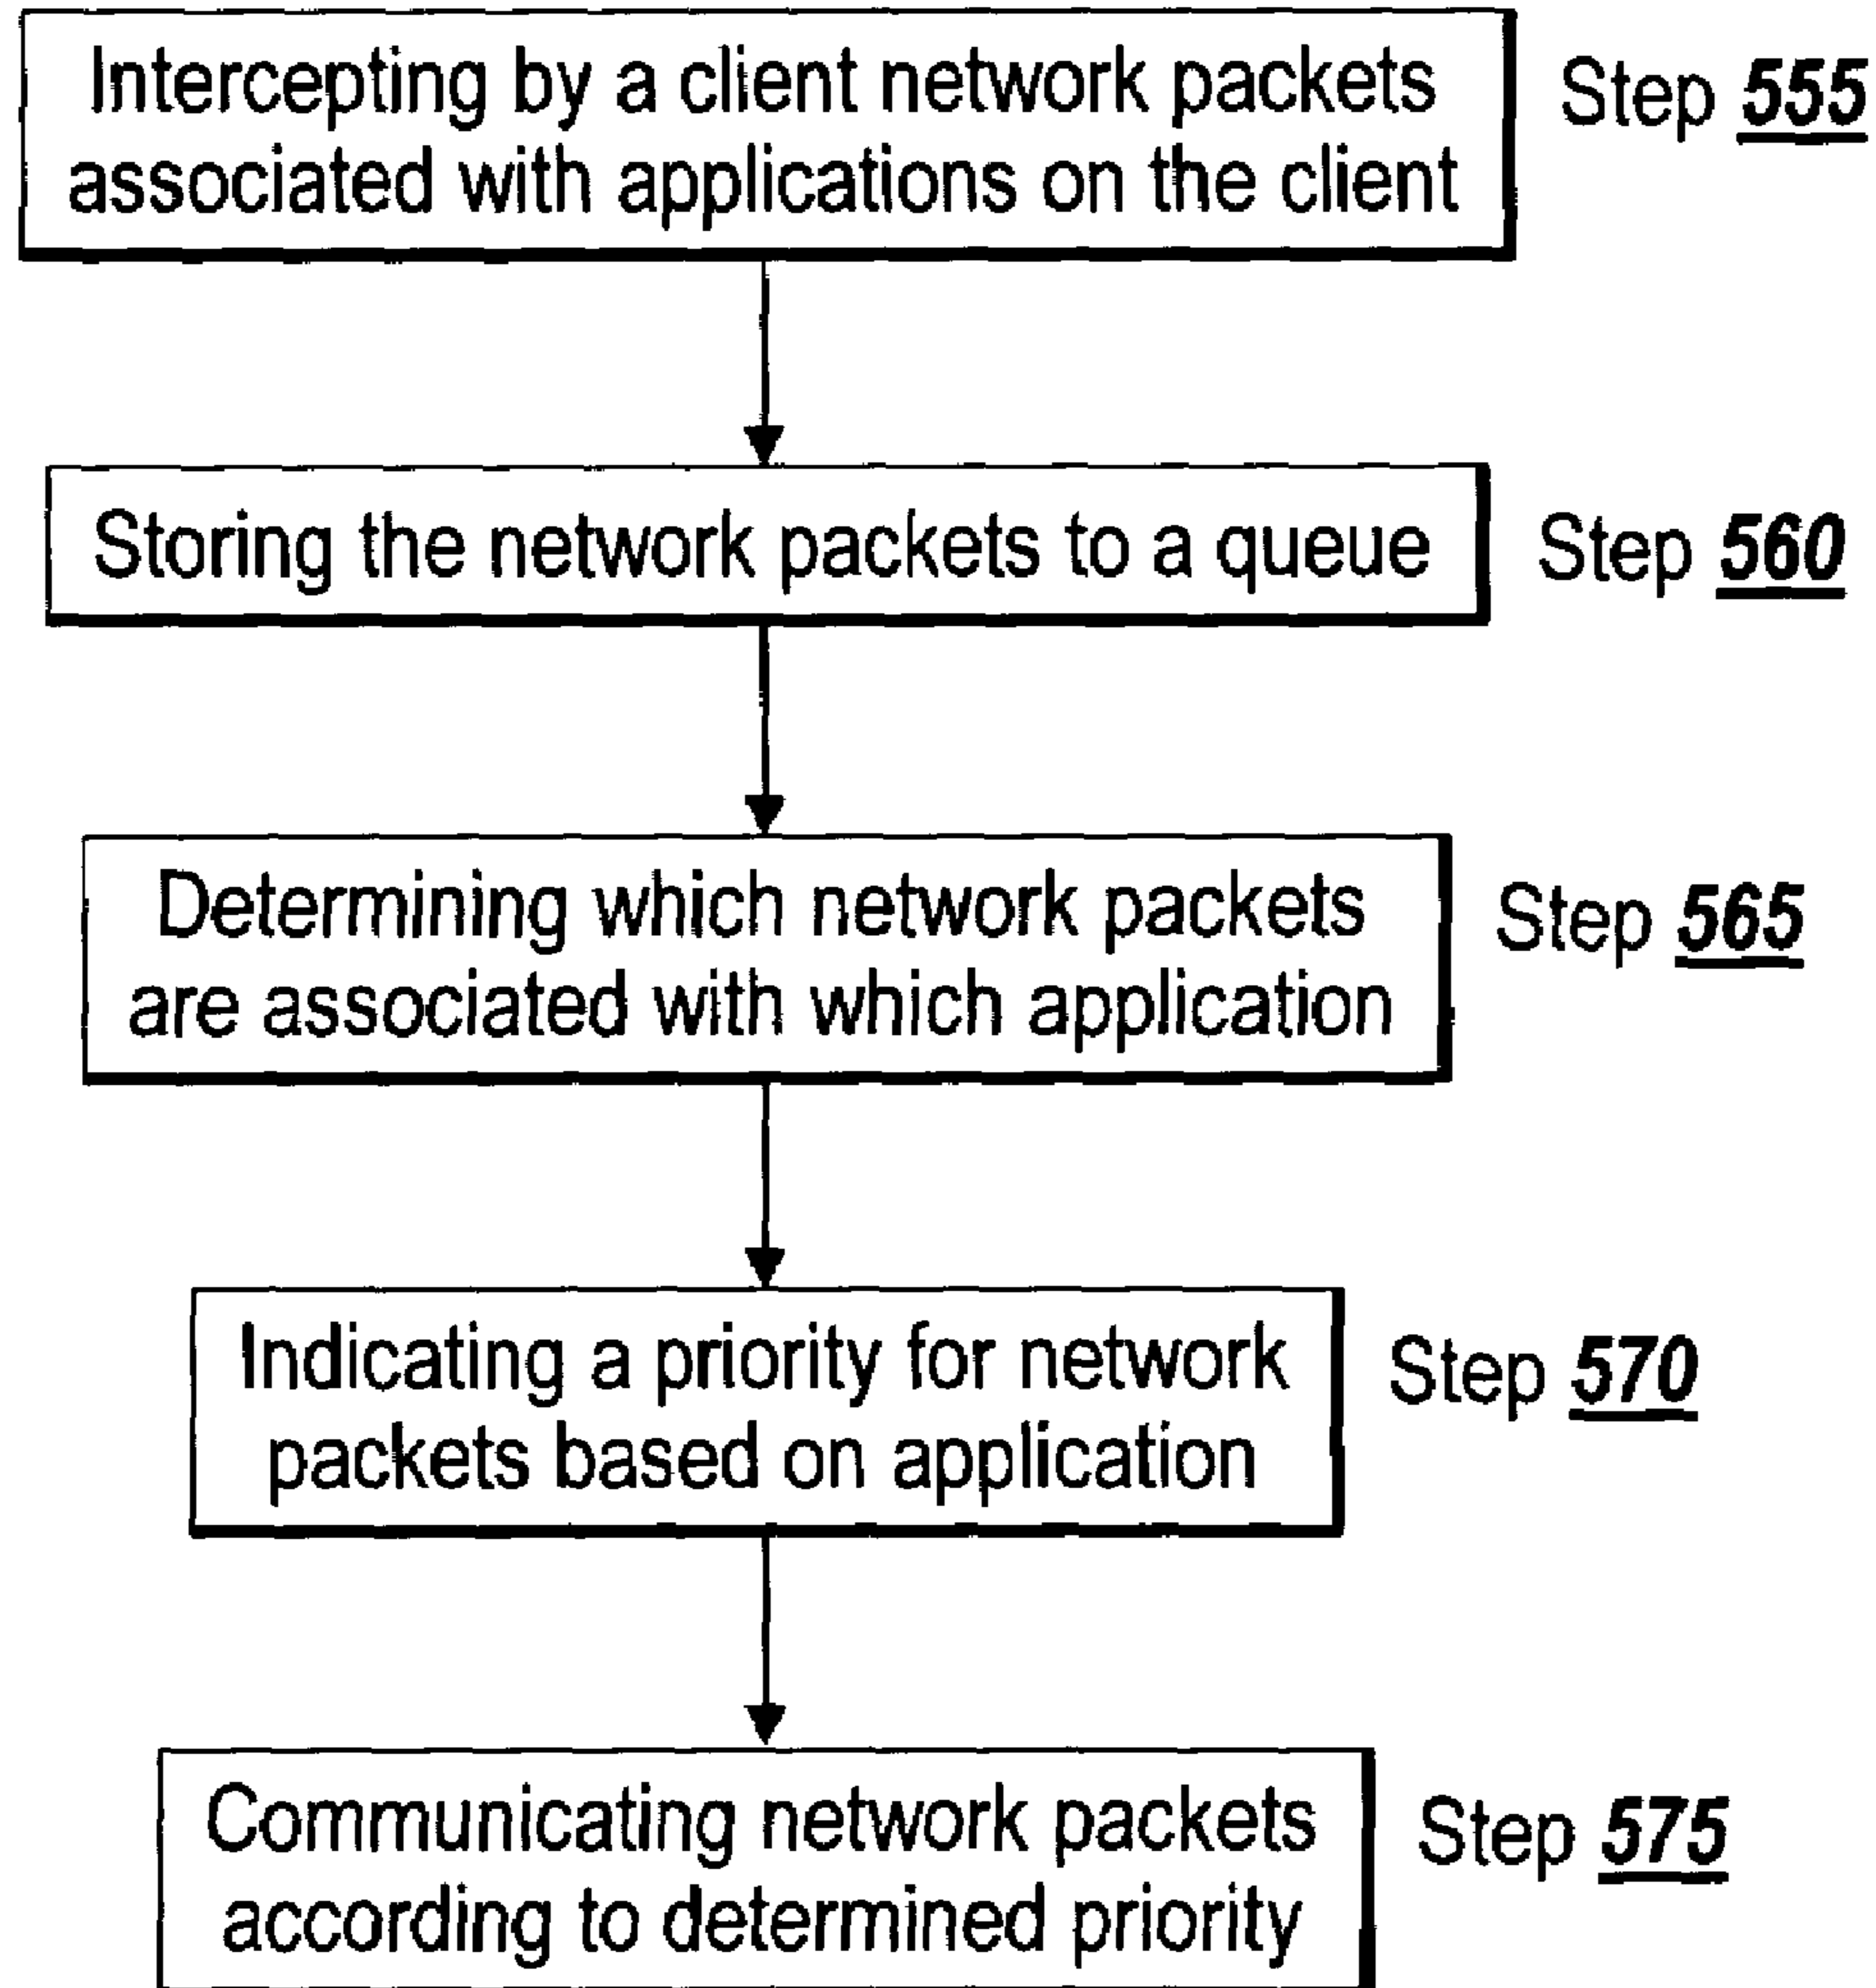 Intercepting by a client network packets
associated with applications on the client
Step 555
Storing the network packets to a queue
Step 560
Determining which network packets
are associated with which application
Step 565
Indicating a priority for network
packets based on application
Step 570
Communicating network packets
according to determined priority
Step 575